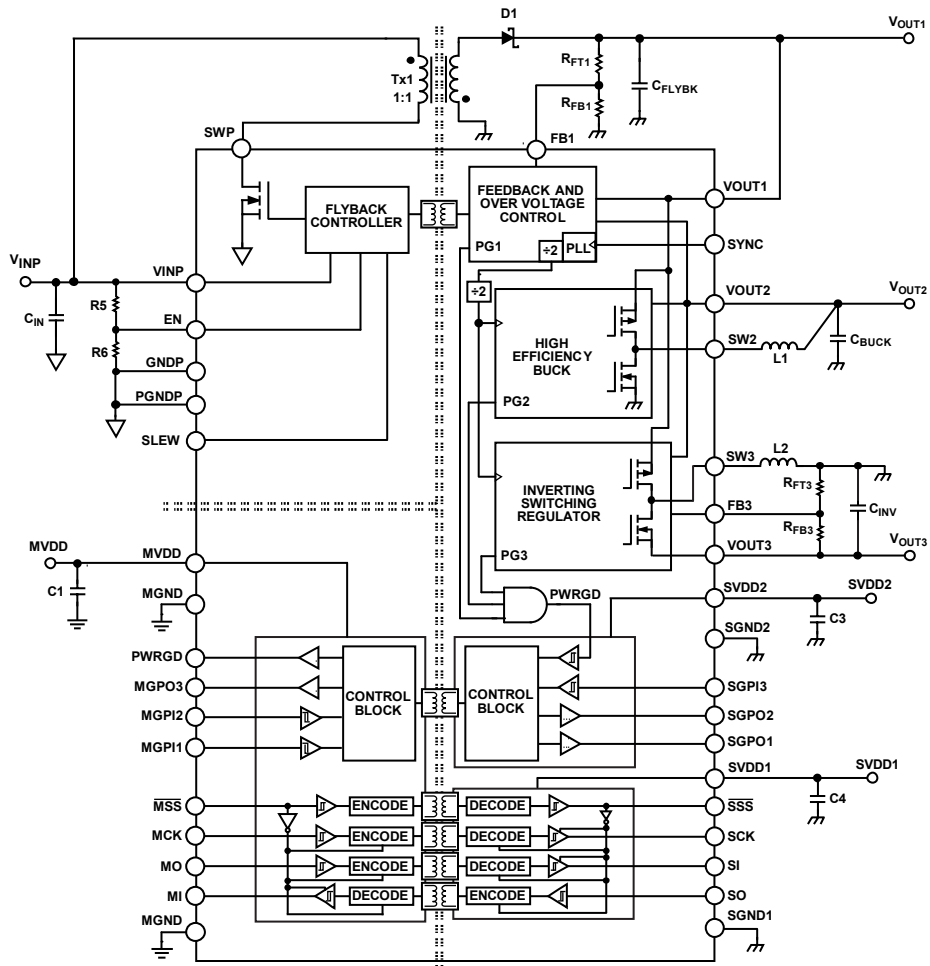 D1
VOUT1
RFT1
Tx1
1:1
CFLYBK
RFB1
SWP
FB1
FLYBACK
CONTROLLER
FEEDBACK AND
OVER VOLTAGE
CONTROL
VOUT1
PG1
÷2
PLL
SYNC
VINP
VINP
÷2
VOUT2
VOUT2
R5
CIN
EN
HIGH
EFFICIENCY
BUCK
SW2
L1
CBUCK
R6
GNDP
PGNDP
PG2
SLEW
SW3
L2
RFT3
INVERTING
SWITCHING
REGULATOR
FB3
CINV
RFB3
MVDD
MVDD
PG3
VOUT3
VOUT3
C1
MGND
PWRGD
SVDD2
SVDD2
C3
SGND2
PWRGD
MGPO3
CONTROL
BLOCK
CONTROL
BLOCK
SGPI3
MGPI2
SGPO2
MGPI1
SGPO1
SVDD1
SVDD1
C4
MSS
ENCODE
DECODE
SSS
MCK
ENCODE
DECODE
SCK
MO
ENCODE
DECODE
SI
MI
DECODE
ENCODE
SO
MGND
SGND1